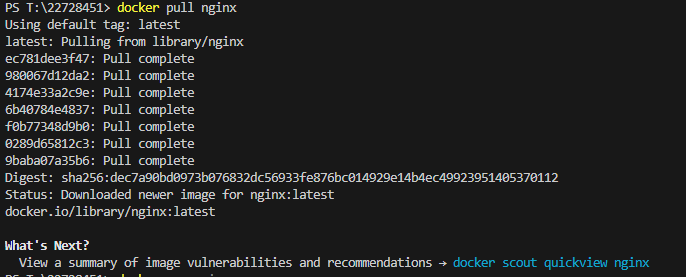 PS T:\22728451> docker pull nginx
Using default tag: latest
latest: Pulling from library/nginx
ec781dee3f47: Pull complete
980067d12da2: Pull complete
4174e33a2c9e: Pull complete
6b40784e4837: Pull complete
f0b77348d9b0: Pull complete
0289d65812c3: Pull complete
9baba07a35b6: Pull complete
Digest: sha256:dec7a90bd0973b076832dc56933fe876bc014929e14b4ec49923951405370112
Status: Downloaded newer image for nginx:latest
docker.io/library/nginx:latest
What's Next?
View a summary of image vulnerabilities and recommendations → docker scout quickview nginx
PS T:\22728451>